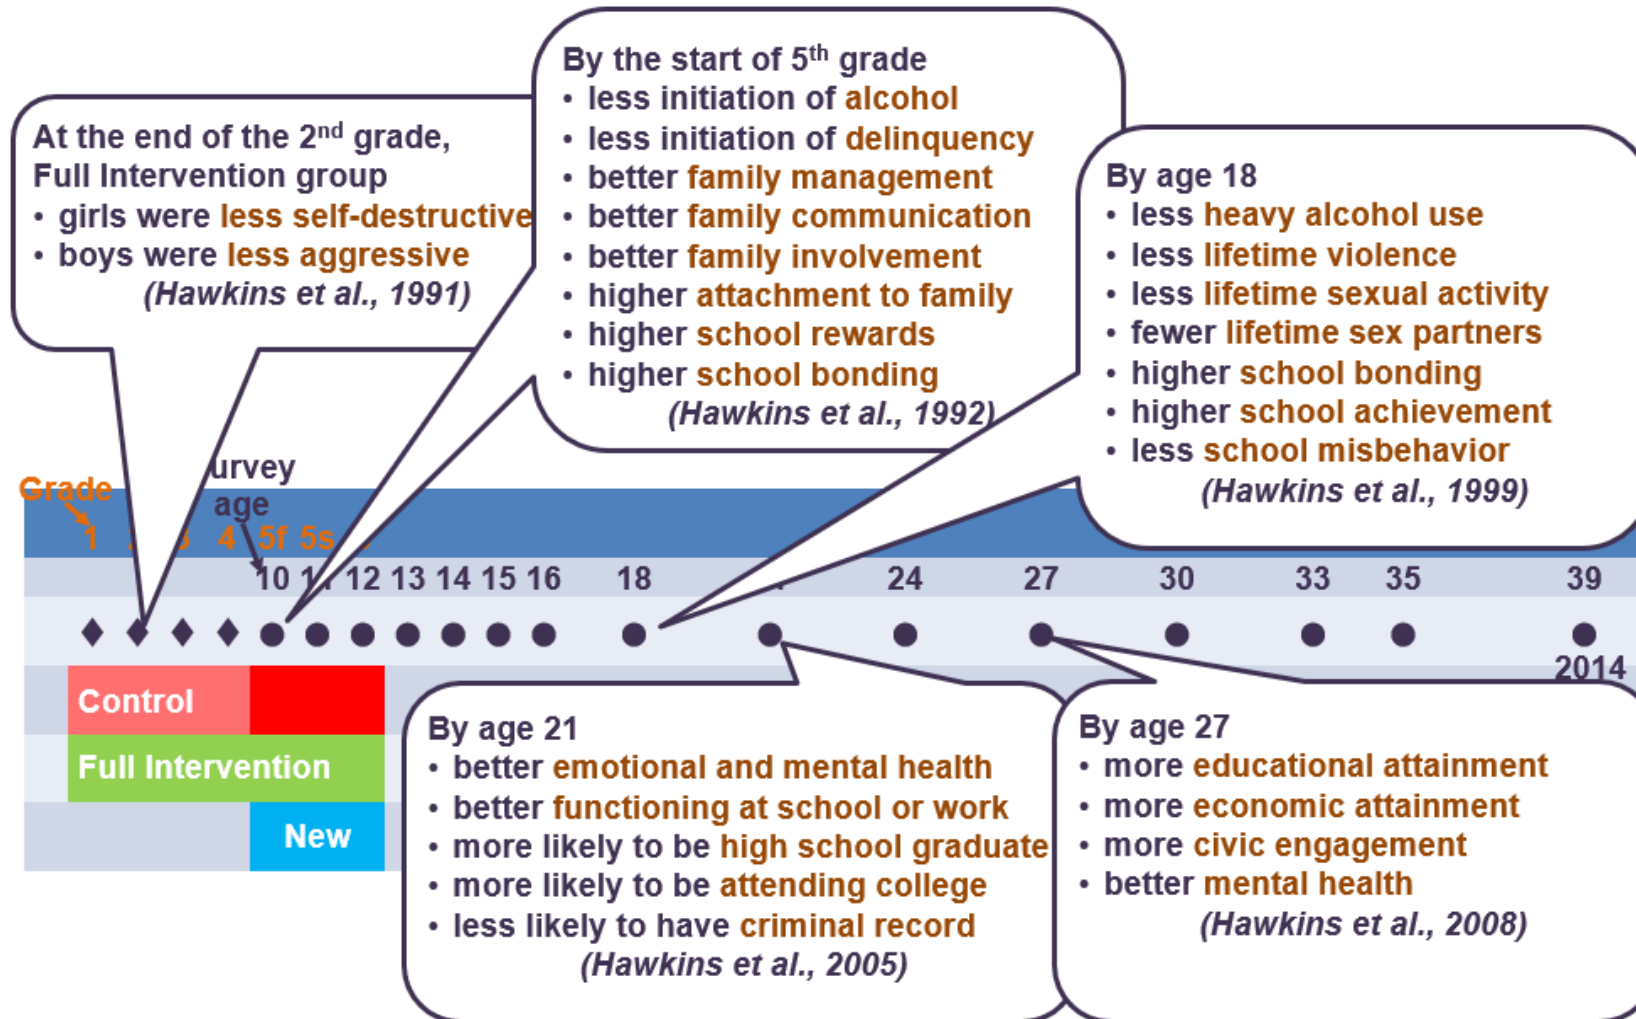 At the end of the 2nd grade,
Full Intervention group
• girls were less self-destructive
• boys were less aggressive
(Hawkins et al., 1991)
By the start of 5th grade
• less initiation of alcohol
• less initiation of delinquency
• better family management
• better family communication
• better family involvement
• higher attachment to family
• higher school rewards
• higher school bonding
(Hawkins et al., 1992)
By age 18
• less heavy alcohol use
• less lifetime violence
• less lifetime sexual activity
• fewer lifetime sex partners
• higher school bonding
• higher school achievement
• less school misbehavior
(Hawkins et al., 1999)
Grade
urvey
age
1 4 5f 5s
10 12 13 14 15 16 18 24 27 30 33 35 39
2014
Control
Full Intervention
New
By age 21
• better emotional and mental health
• better functioning at school or work
• more likely to be high school graduate
• more likely to be attending college
• less likely to have criminal record
(Hawkins et al., 2005)
By age 27
• more educational attainment
• more economic attainment
• more civic engagement
• better mental health
(Hawkins et al., 2008)